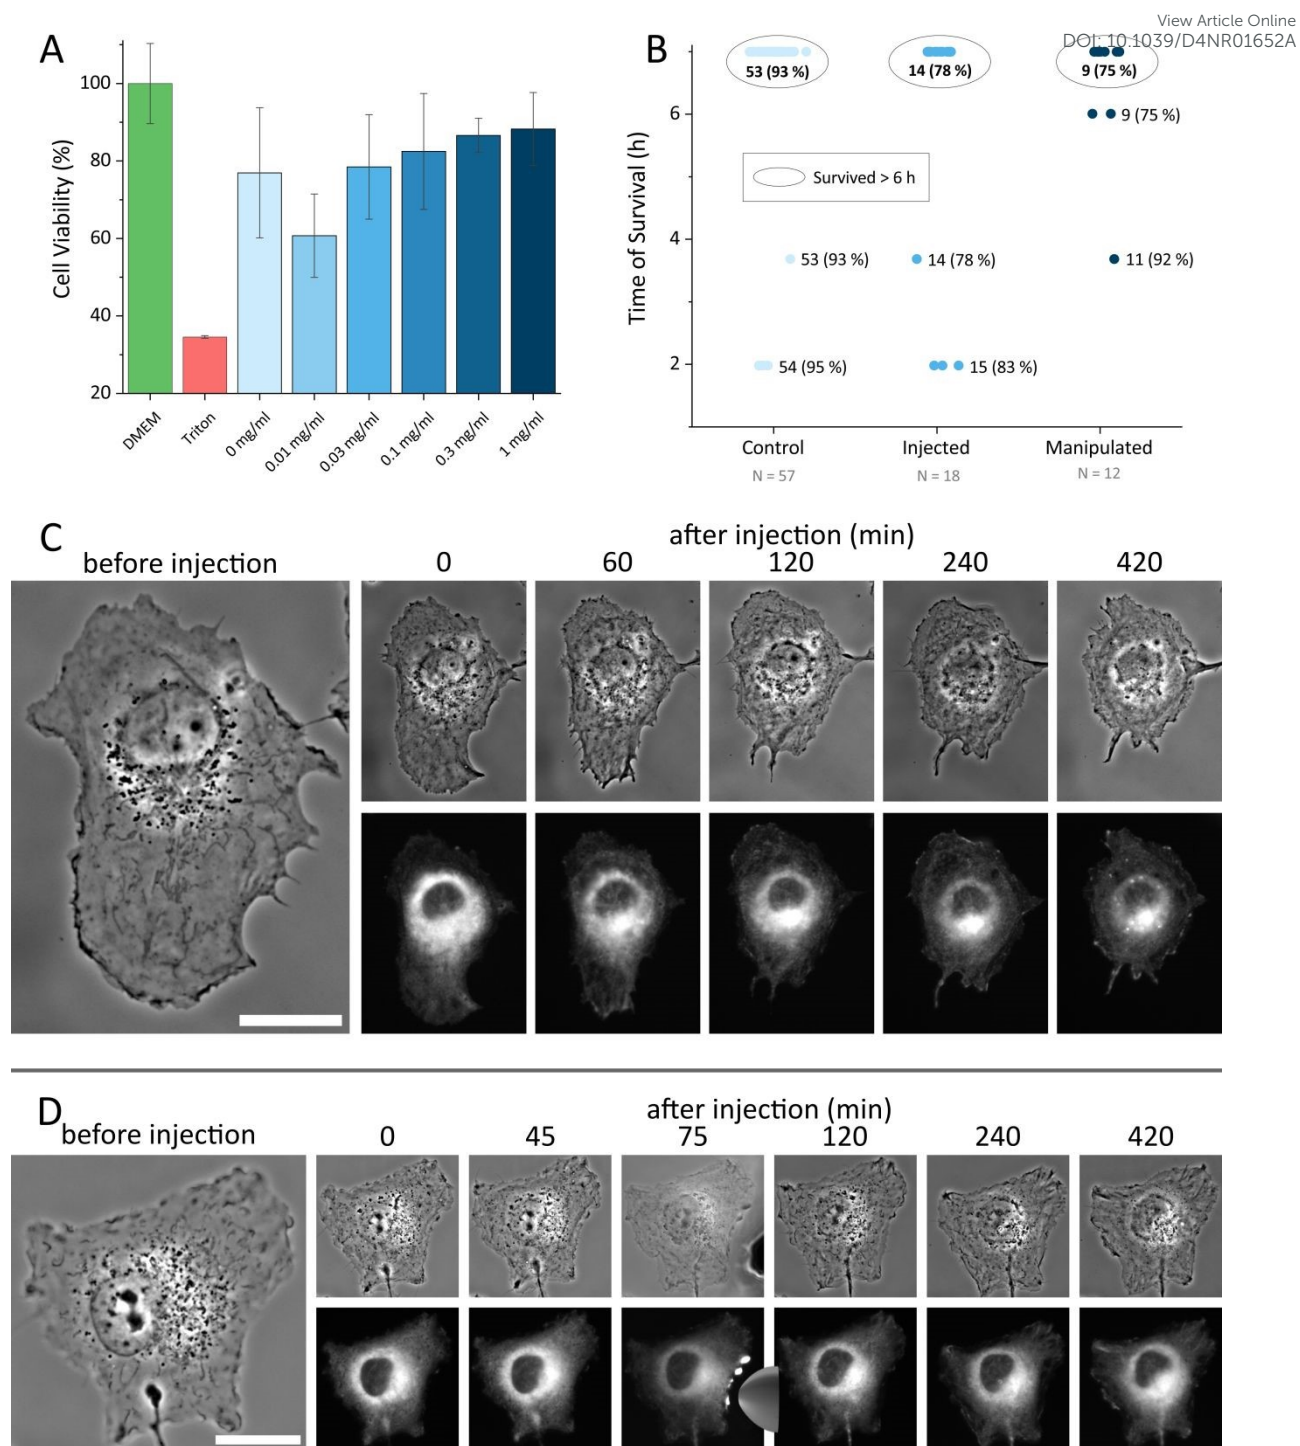 View Article Online
DOI: 10.1039/D4NR01652A
A
Cell Viability (%)
100
80
60
40
20
DMEM
Triton
0 mg/ml
0.01 mg/ml
0.03 mg/ml
0.1 mg/ml
0.3 mg/ml
1 mg/ml
B
Time of Survival (h)
6
4
2
53 (93 %)
14 (78 %)
9 (75 %)
9 (75 %)
Survived > 6 h
53 (93 %)
14 (78 %)
11 (92 %)
54 (95 %)
15 (83 %)
Control
Injected
Manipulated
N = 57
N = 18
N = 12
C
before injection
after injection (min)
0
60
120
240
420
D
before injection
after injection (min)
0
45
75
120
240
420